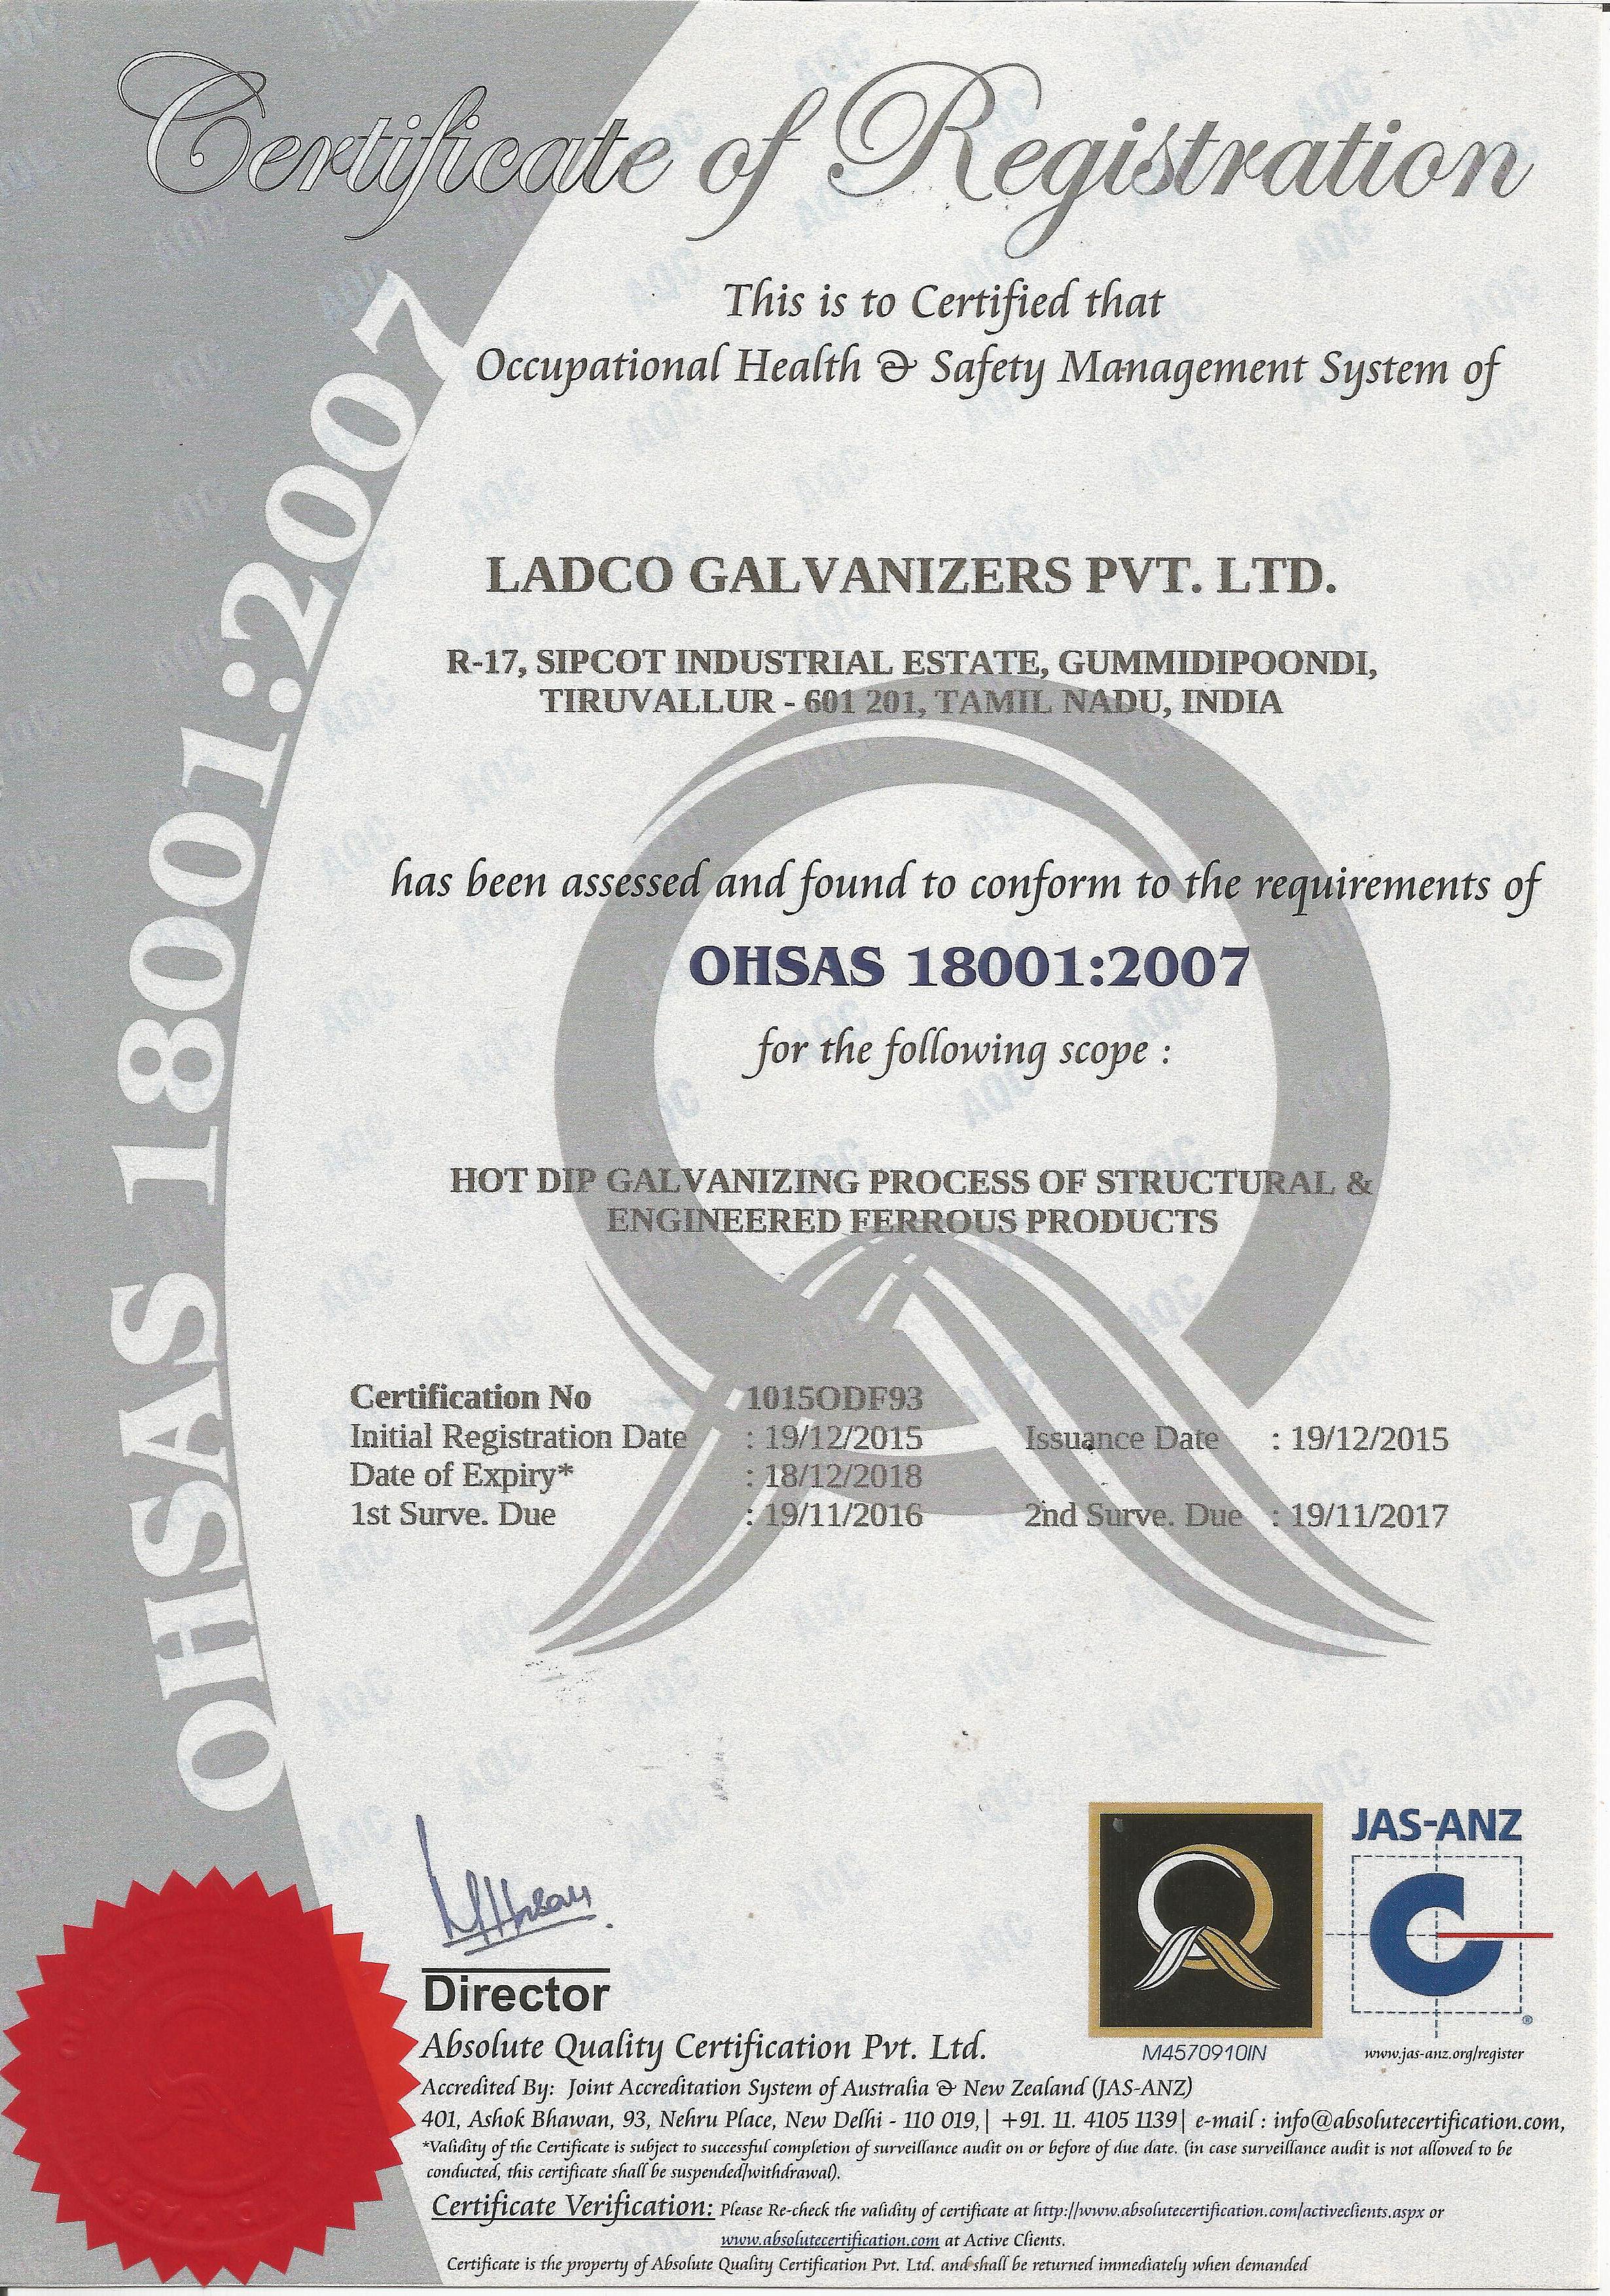 Certificate of Registration
This is to Certified that
Occupational Health & Safety Management System of
OHSAS 18001:2007
LADCO GALVANIZERS PVT. LTD.
R-17, SIPCOT INDUSTRIAL ESTATE, GUMMIDIPOONDI,
TIRUVALLUR - 601 201, TAMIL NADU, INDIA
has been assessed and found to conform to the requirements of
OHSAS 18001:2007
for the following scope :
HOT DIP GALVANIZING PROCESS OF STRUCTURAL &
ENGINEERED FERROUS PRODUCTS
Certification No 1015ODF93
Initial Registration Date : 19/12/2015 Issuance Date : 19/12/2015
Date of Expiry* : 18/12/2018
1st Surve. Due : 19/11/2016 2nd Surve. Due : 19/11/2017
JAS-ANZ
Director
®
M4570910IN www.jas-anz.org/register
Absolute Quality Certification Pvt. Ltd.
Accredited By: Joint Accreditation System of Australia & New Zealand (JAS-ANZ)
401, Ashok Bhawan, 93, Nehru Place, New Delhi - 110 019,| +91. 11. 4105 1139| e-mail : info@absolutecertification.com,
*Validity of the Certificate is subject to successful completion of surveillance audit on or before of due date. (in case surveillance audit is not allowed to be
conducted, this certificate shall be suspended/withdrawal).
Certificate Verification: Please Re-check the validity of certificate at http://www.absolutecertification.com/activeclients.aspx or
www.absolutecertification.com at Active Clients.
Certificate is the property of Absolute Quality Certification Pvt. Ltd. and shall be returned immediately when demanded